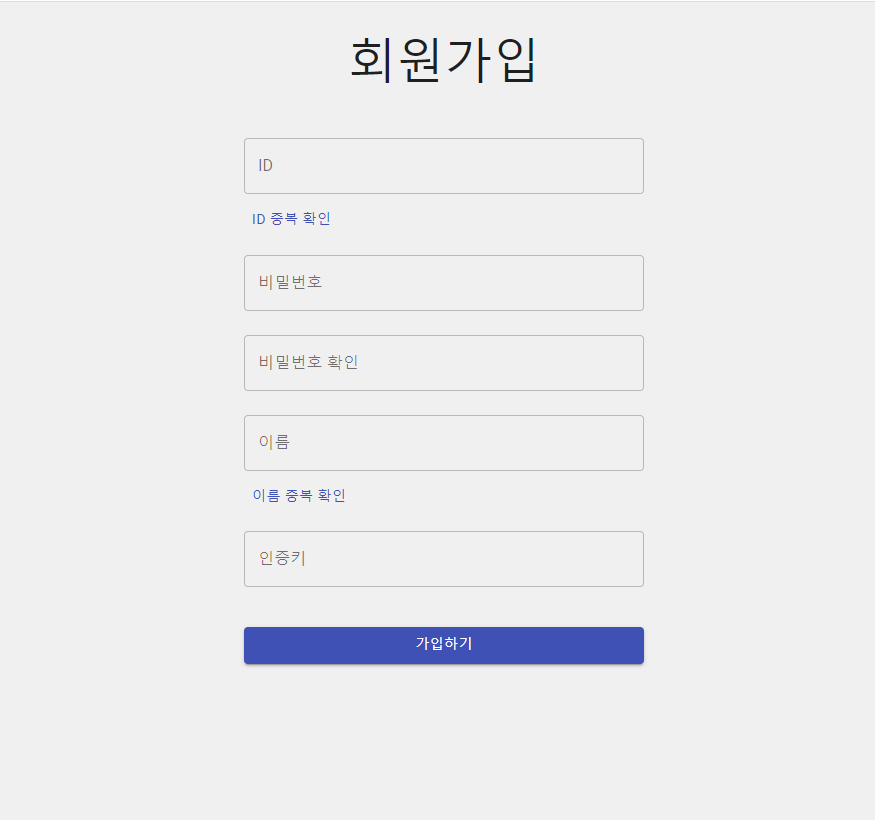 회원가입
ID
ID 중복 확인
비밀번호
비밀번호 확인
이름
이름 중복 확인
인증키
가입하기